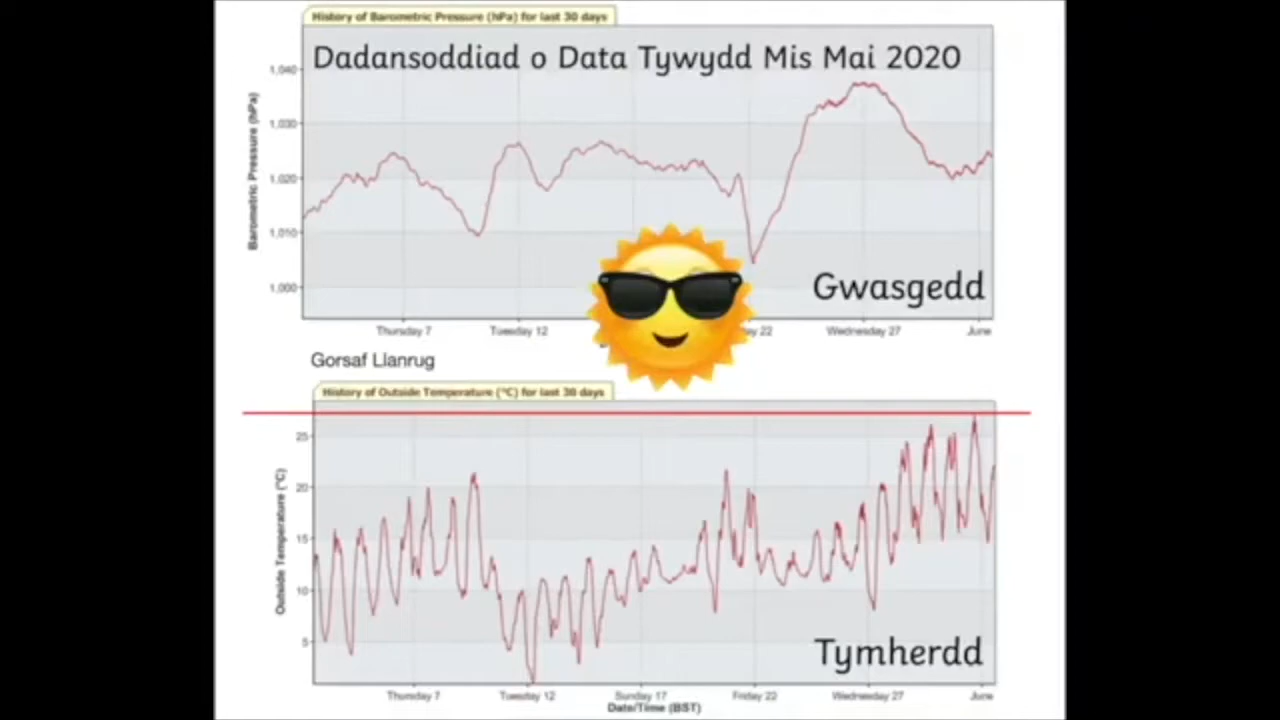 History of Barometric Pressure (hPa) for last 30 days
Dadansoddiad o Data Tywydd Mis Mai 2020
Barometric Pressure (hPa)
1,040
1,030
1,020
1,010
1,000
Gwasgedd
Thursday 7 Tuesday 12 22 Wednesday 27 June
Gorsaf Llanrug
History of Outside Temperature (°C) for last 30 days
Outside Temperature (°C)
25
20
15
10
5
Tymherdd
Thursday 7 Tuesday 12 Sunday 17 Friday 22 Wednesday 27 June
Date/Time (BST)